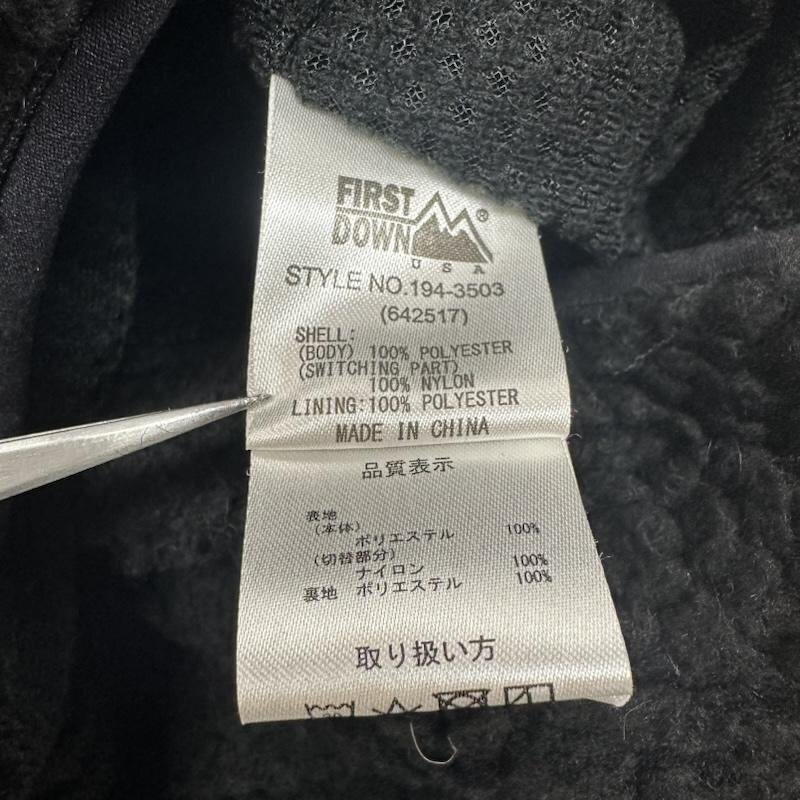 FIRST
DOWN®
USA
STYLE NO.194-3503
(642517)
SHELL:
(BODY) 100% POLYESTER
(SWITCHING PART)
100% NYLON
LINING:100% POLYESTER
MADE IN CHINA
品質表示
表地
(本体)
ポリエステル 100%
(切替部分)
ナイロン 100%
裏地 ポリエステル 100%
取り扱い方